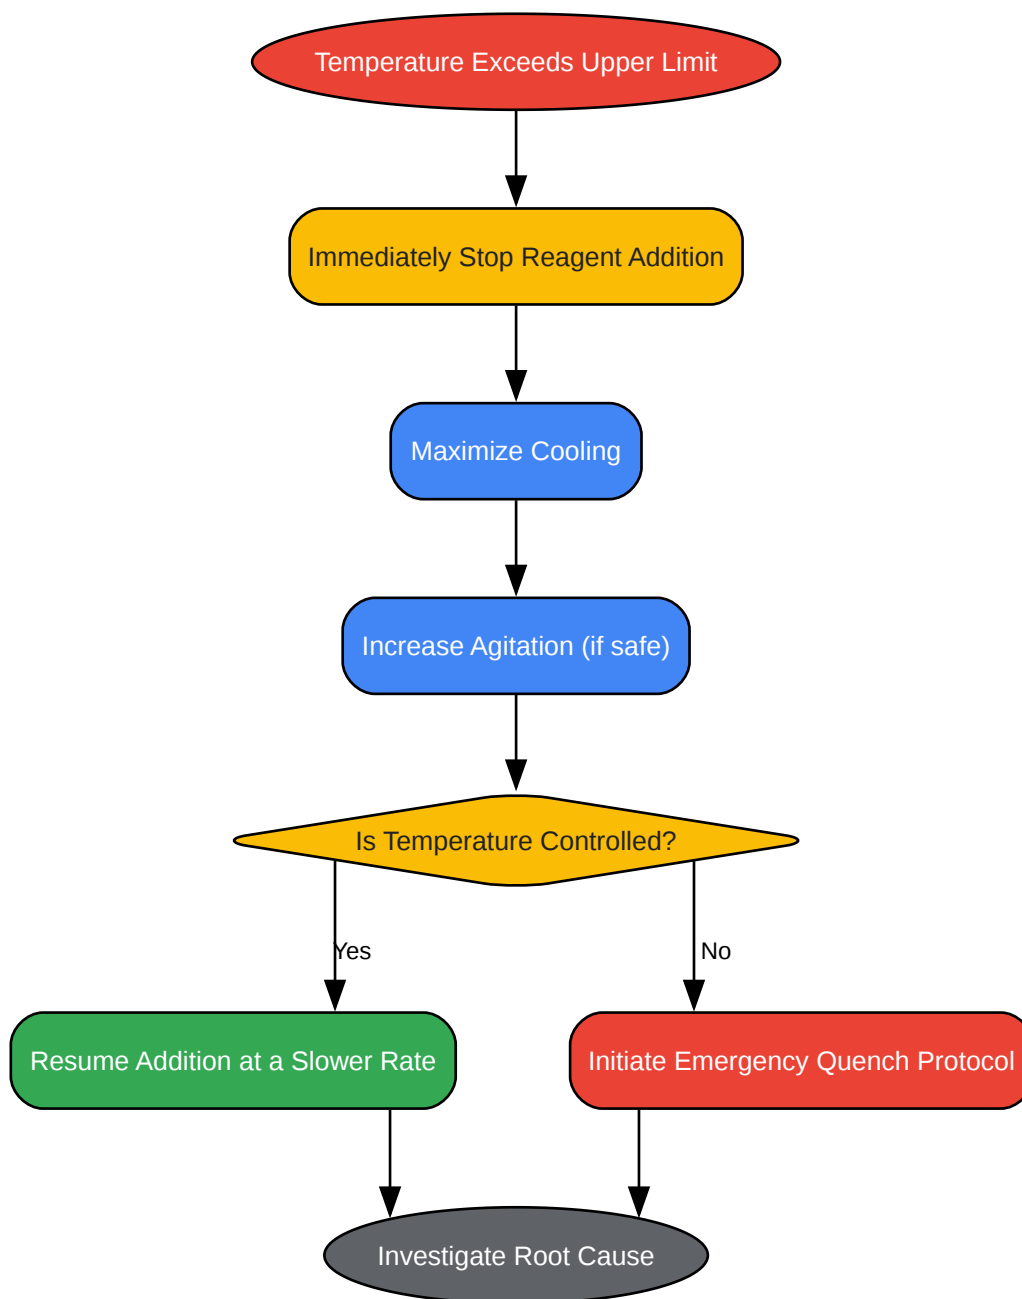 Temperature Exceeds Upper Limit
Immediately Stop Reagent Addition
Maximize Cooling
Increase Agitation (if safe)
Is Temperature Controlled?
Yes
No
Resume Addition at a Slower Rate
Initiate Emergency Quench Protocol
Investigate Root Cause